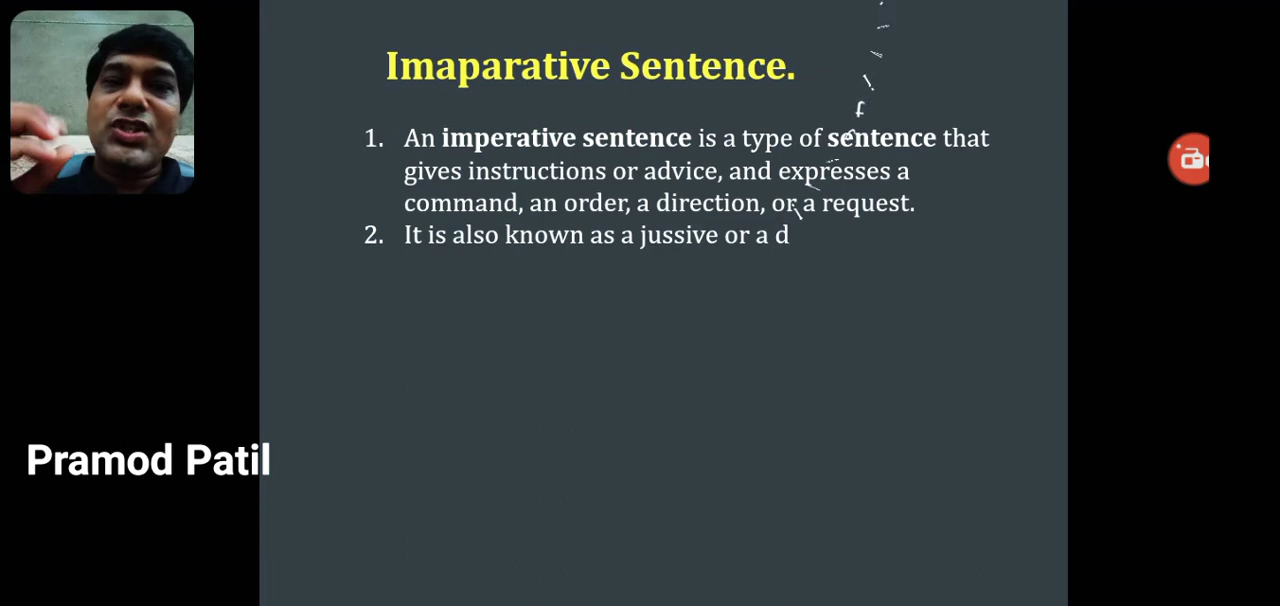 Imaparative Sentence.
1. An imperative sentence is a type of sentence that
gives instructions or advice, and expresses a
command, an order, a direction, or a request.
2. It is also known as a jussive or a d
Pramod Patil